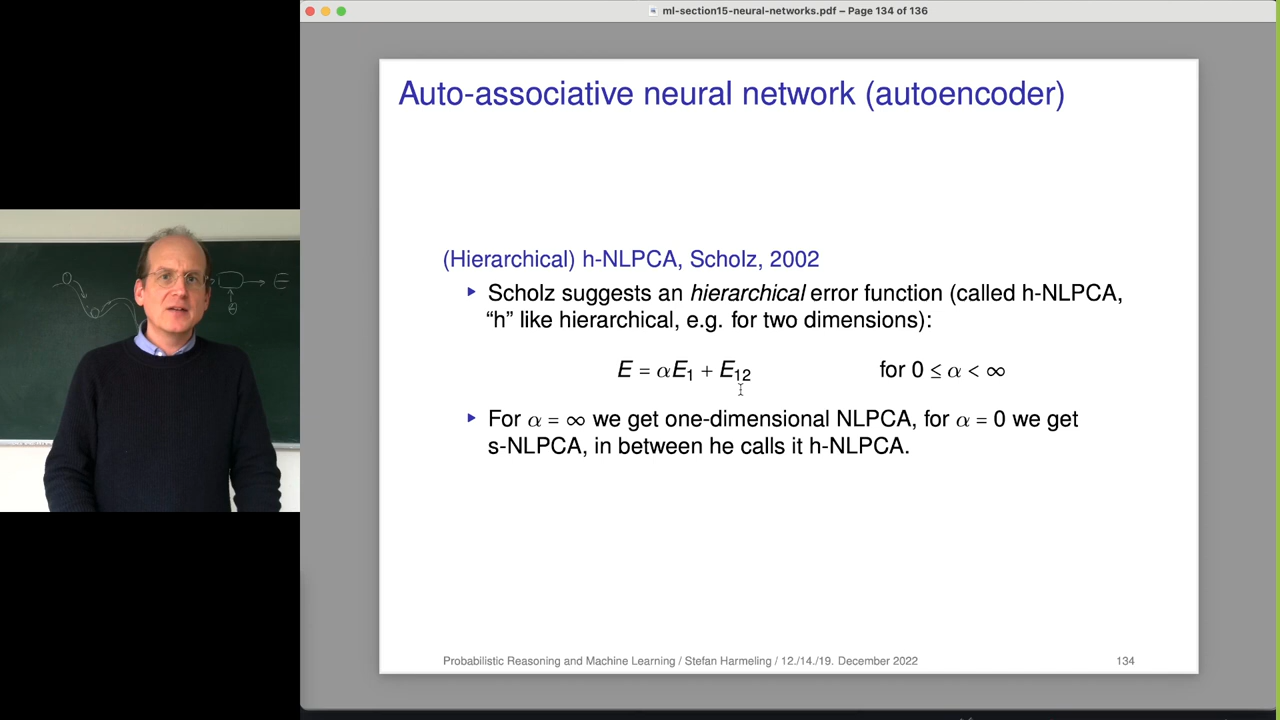 ml-section15-neural-networks.pdf – Page 134 of 136
Auto-associative neural network (autoencoder)
(Hierarchical) h-NLPCA, Scholz, 2002
▸ Scholz suggests an hierarchical error function (called h-NLPCA,
“h” like hierarchical, e.g. for two dimensions):
E = αE₁ + E₁₂ for 0 ≤ α < ∞
▸ For α = ∞ we get one-dimensional NLPCA, for α = 0 we get
s-NLPCA, in between he calls it h-NLPCA.
Probabilistic Reasoning and Machine Learning / Stefan Harmeling / 12./14./19. December 2022 134
E